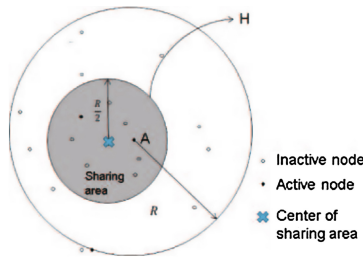 H
R/2
A
Sharing
area
R
Inactive node
Active node
Center of
sharing area